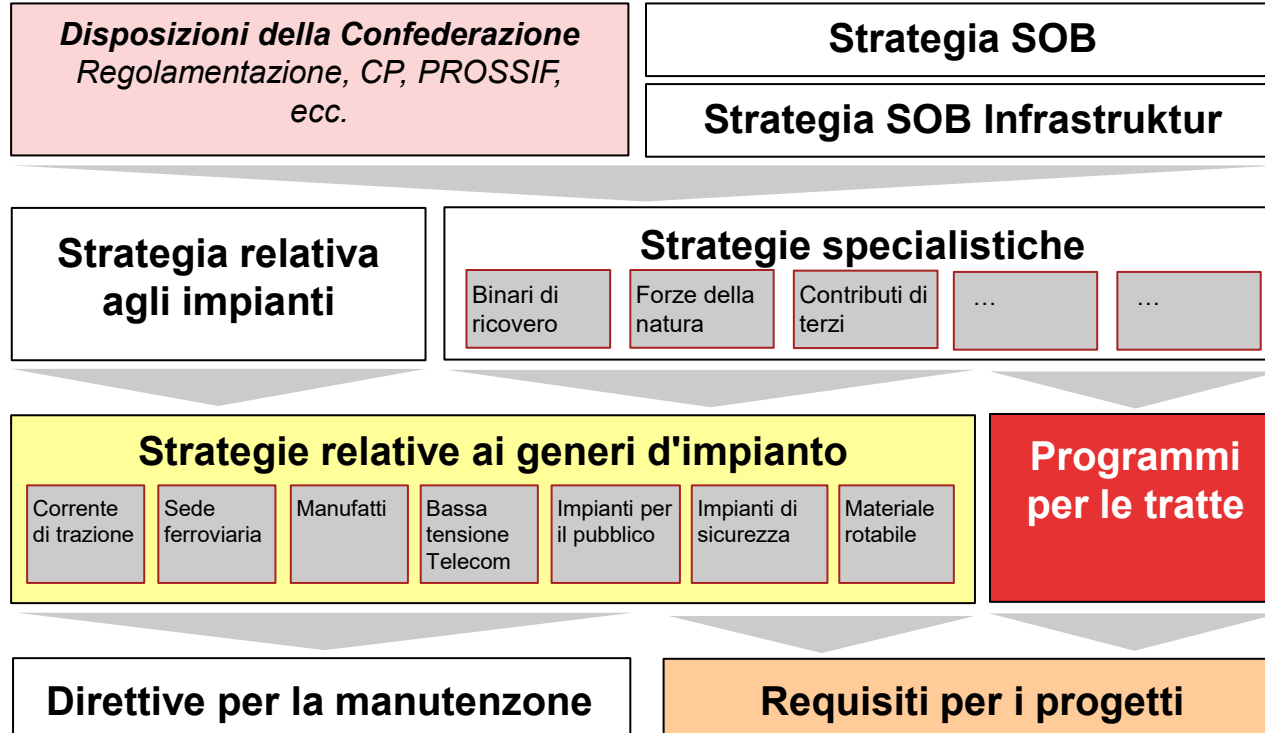 Disposizioni della Confederazione
Regolamentazione, CP, PROSSIF,
ecc.
Strategia SOB
Strategia SOB Infrastruktur
Strategia relativa
agli impianti
Strategie specialistiche
Binari di
ricovero
Forze della
natura
Contributi di
terzi
…
…
Strategie relative ai generi d'impianto
Corrente
di trazione
Sede
ferroviaria
Manufatti
Bassa
tensione
Telecom
Impianti per
il pubblico
Impianti di
sicurezza
Materiale
rotabile
Programmi
per le tratte
Direttive per la manutenzone
Requisiti per i progetti